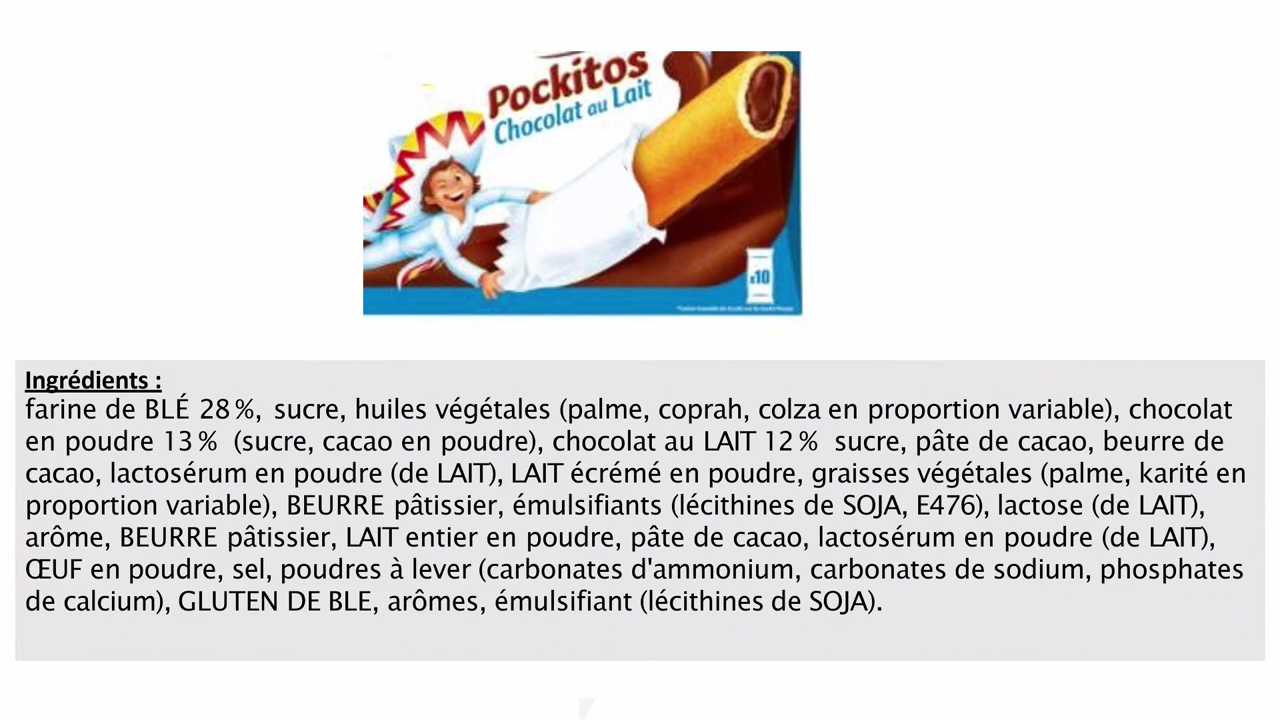 Pockitos
Chocolat au Lait
x10
Ingrédients :
farine de BLÉ 28 %, sucre, huiles végétales (palme, coprah, colza en proportion variable), chocolat
en poudre 13 % (sucre, cacao en poudre), chocolat au LAIT 12 % sucre, pâte de cacao, beurre de
cacao, lactosérum en poudre (de LAIT), LAIT écrémé en poudre, graisses végétales (palme, karité en
proportion variable), BEURRE pâtissier, émulsifiants (lécithines de SOJA, E476), lactose (de LAIT),
arôme, BEURRE pâtissier, LAIT entier en poudre, pâte de cacao, lactosérum en poudre (de LAIT),
ŒUF en poudre, sel, poudres à lever (carbonates d'ammonium, carbonates de sodium, phosphates
de calcium), GLUTEN DE BLE, arômes, émulsifiant (lécithines de SOJA).